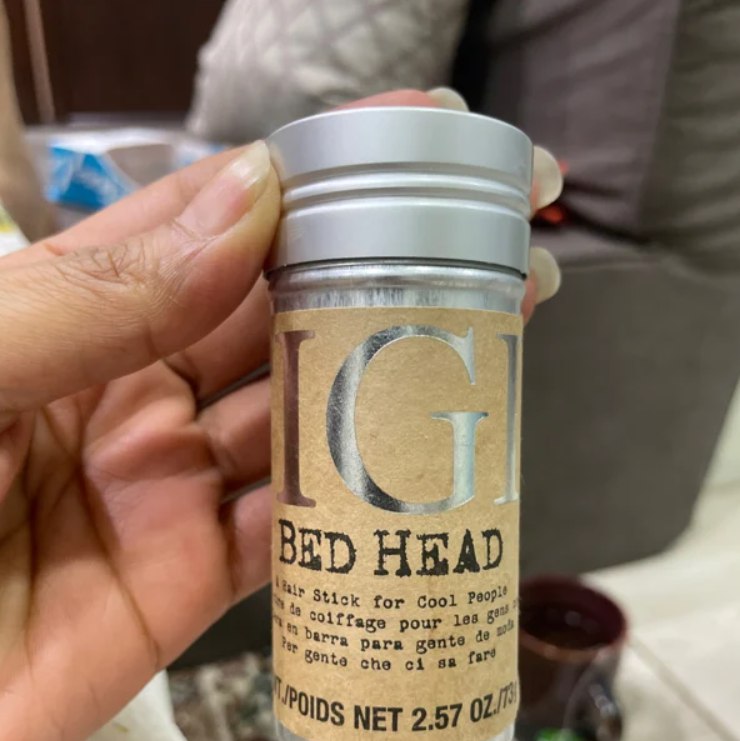 IGI
BED HEAD
A Hair Stick for Cool People
de coiffage pour les gens
en barra para gente de moda
Per gente che ci sa fare
T./POIDS NET 2.57 OZ./73